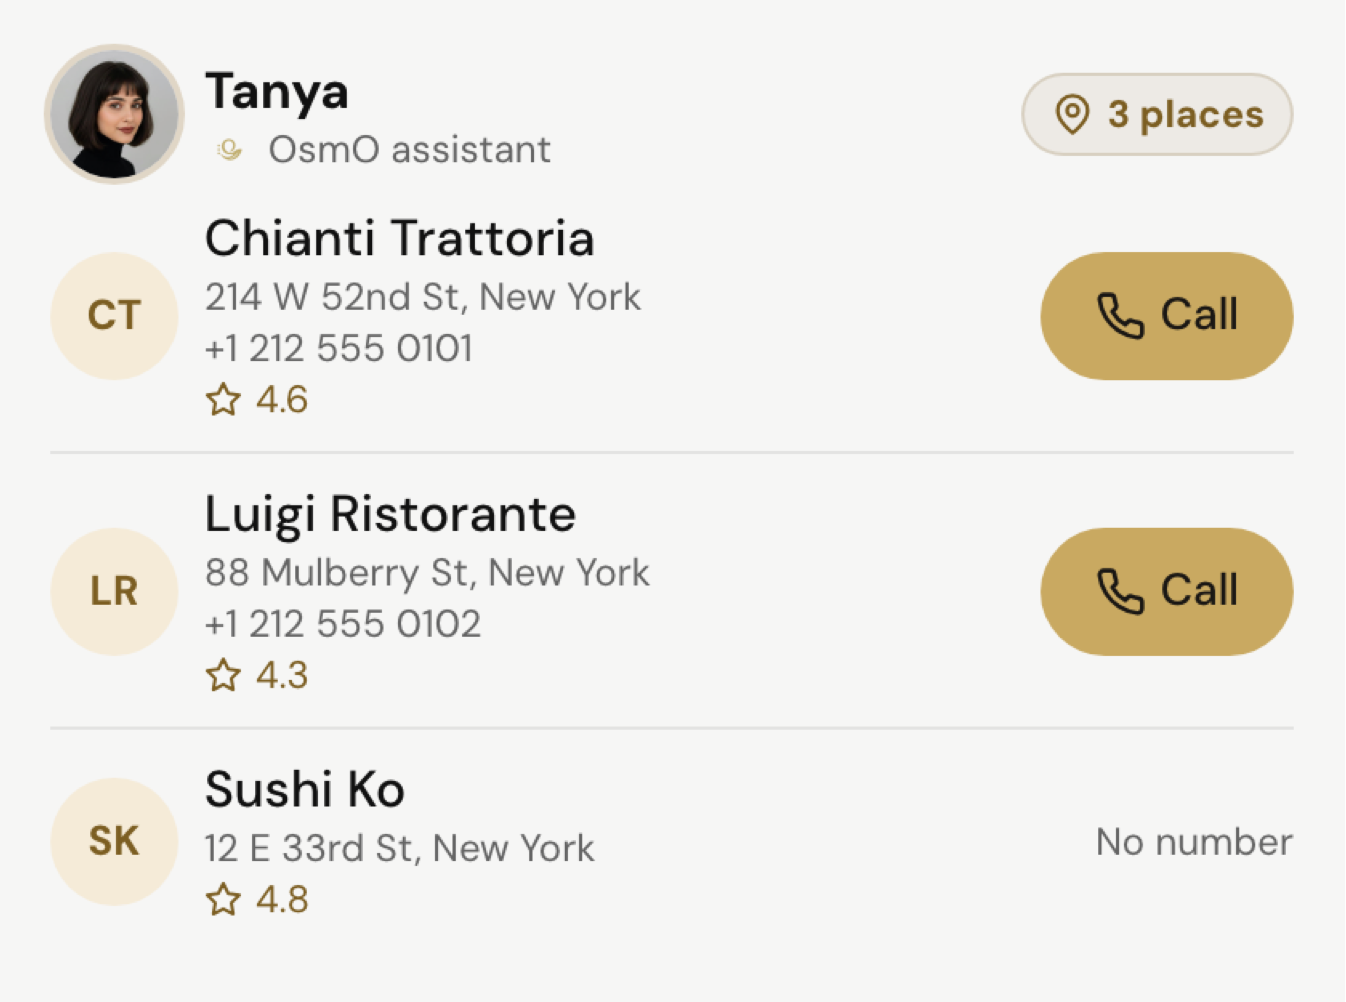 Tanya
OsmO assistant
3 places
Chianti Trattoria
214 W 52nd St, New York
+1 212 555 0101
4.6
CT
Call
Luigi Ristorante
88 Mulberry St, New York
+1 212 555 0102
4.3
LR
Call
Sushi Ko
12 E 33rd St, New York
4.8
SK
No number